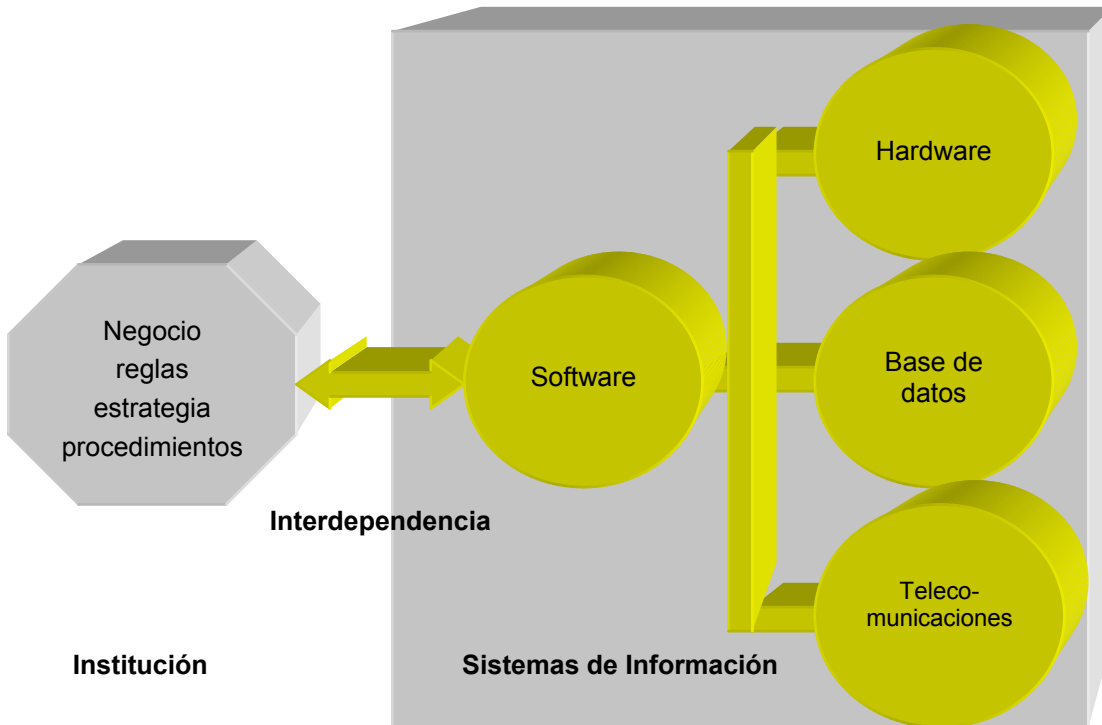 Negocio
reglas
estrategia
procedimientos
Interdependencia
Institución
Software
Hardware
Base de
datos
Teleco-
municaciones
Sistemas de Información